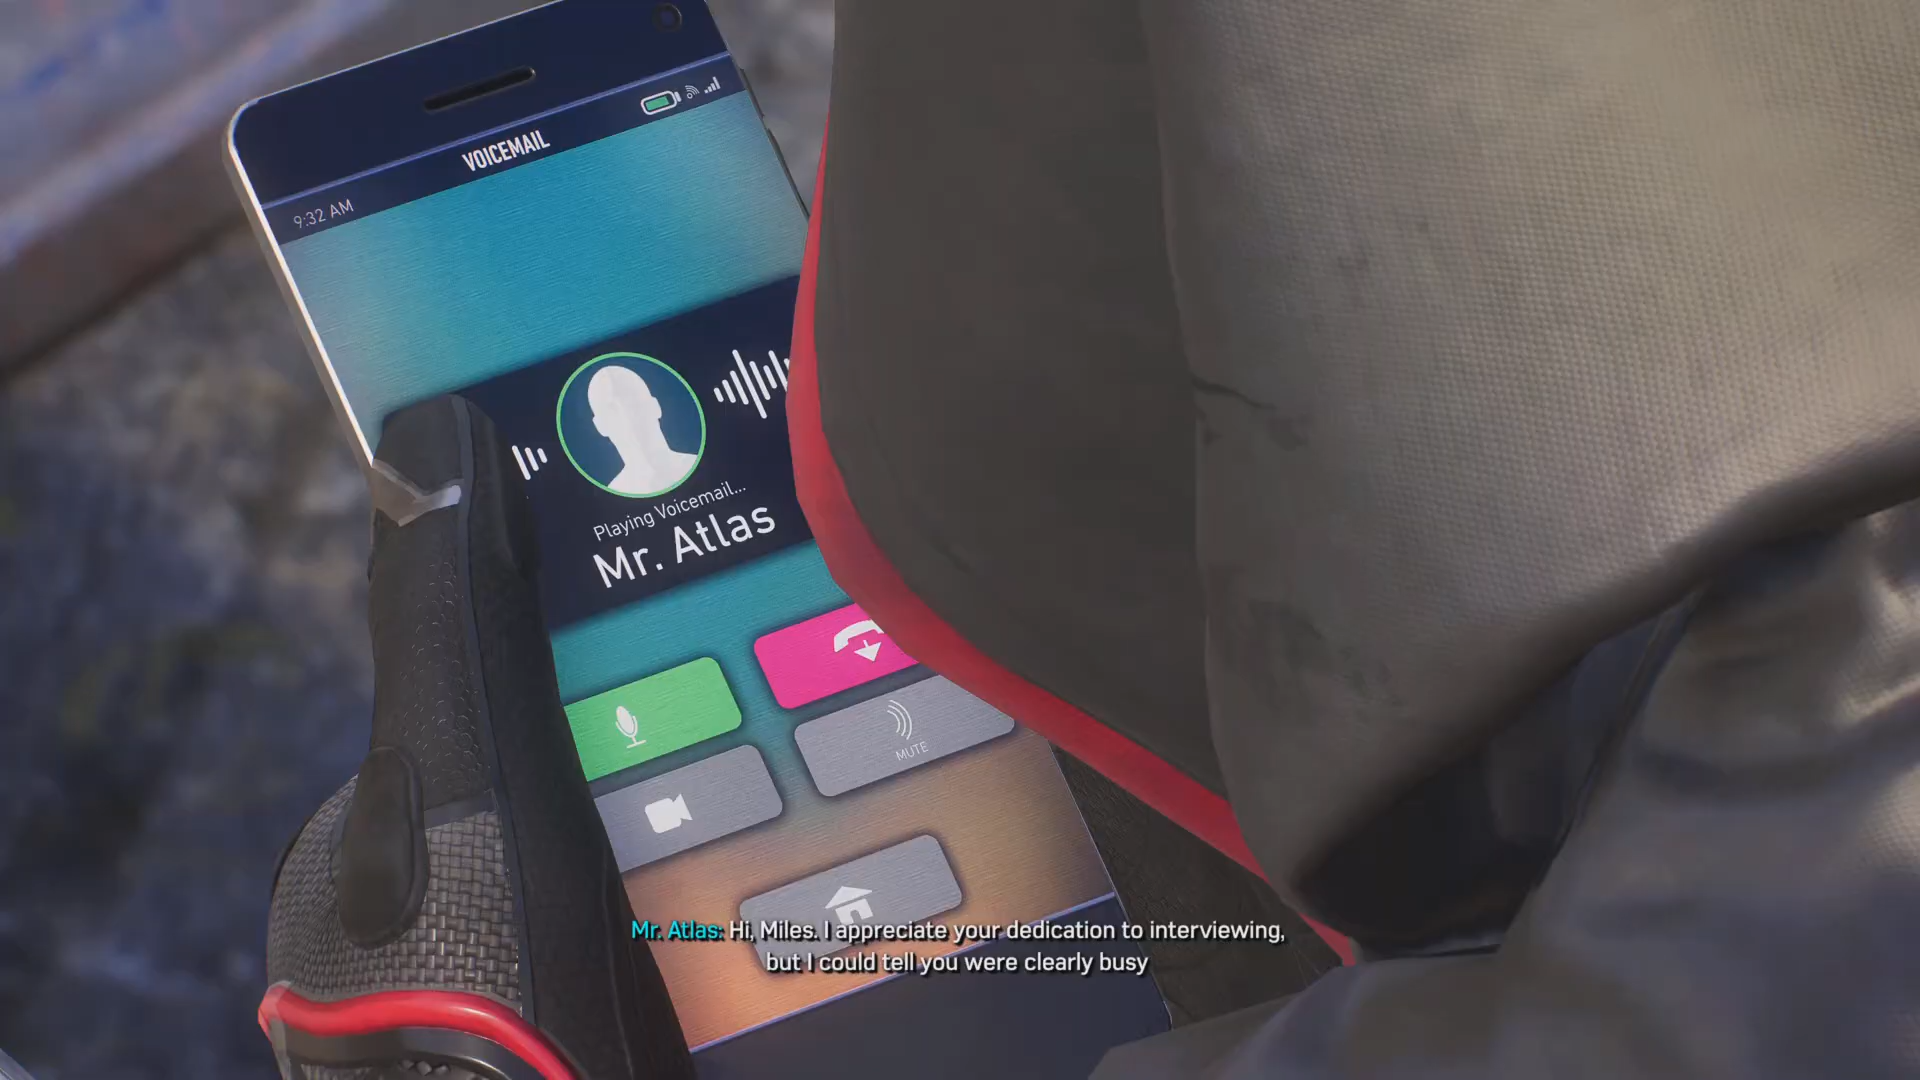 VOICEMAIL
9:32 AM
Playing Voicemail...
Mr. Atlas
MUTE
Mr. Atlas: Hi, Miles. I appreciate your dedication to interviewing,
but I could tell you were clearly busy